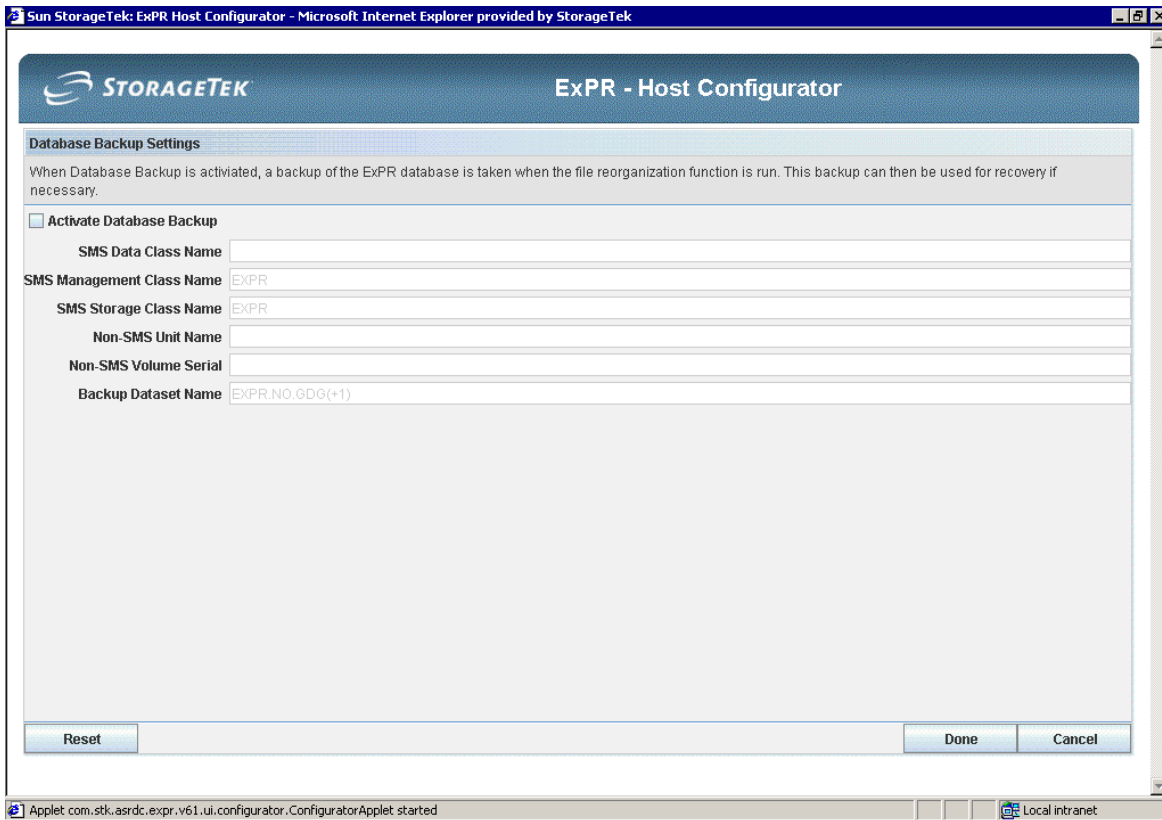 Sun StorageTek: ExPR Host Configurator - Microsoft Internet Explorer provided by StorageTek
STORAGETEK
ExPR - Host Configurator
Database Backup Settings
When Database Backup is activiated, a backup of the ExPR database is taken when the file reorganization function is run. This backup can then be used for recovery if
necessary.
Activate Database Backup
SMS Data Class Name
SMS Management Class Name EXPR
SMS Storage Class Name EXPR
Non-SMS Unit Name
Non-SMS Volume Serial
Backup Dataset Name EXPR.NO.GDG(+1)
Reset Done Cancel
Applet com.stk.asrdc.expr.v61.ui.configurator.ConfiguratorApplet started Local intranet